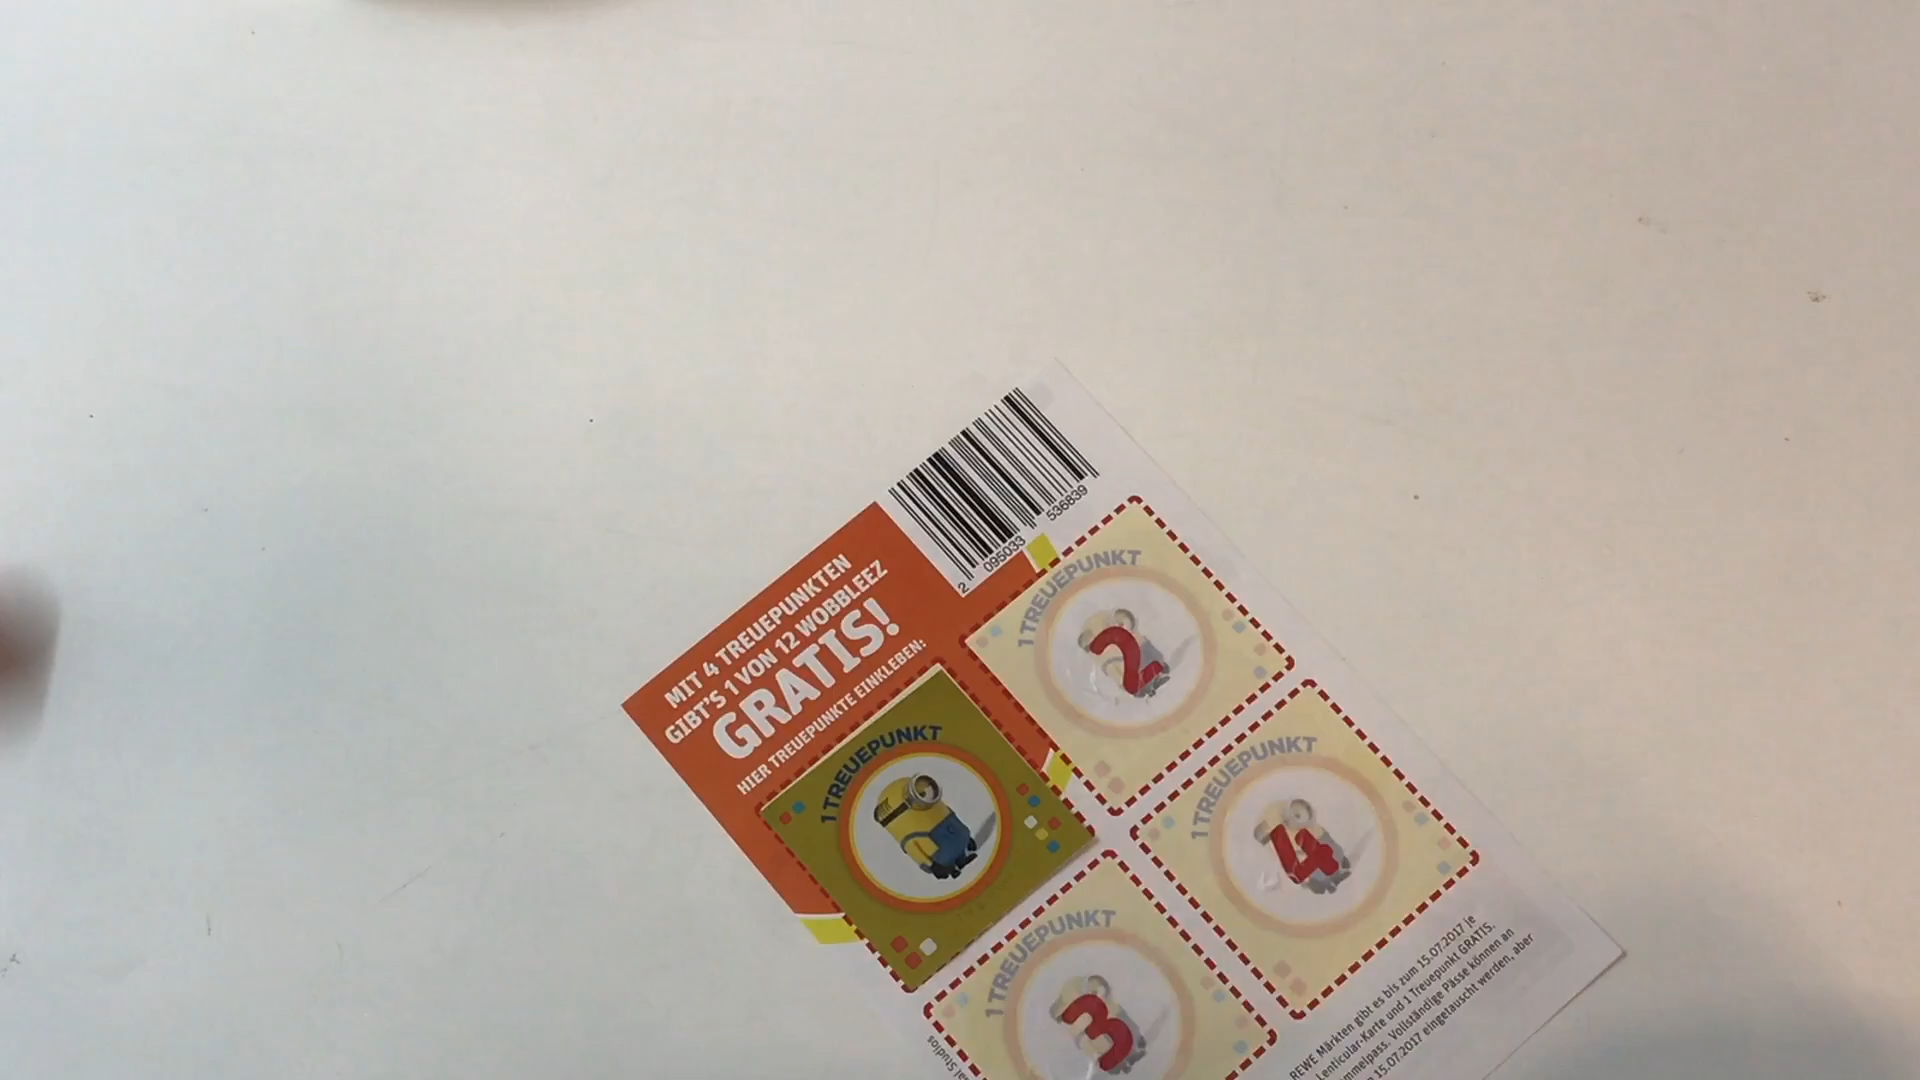 MIT 4 TREUEPUNKTEN
GIBT'S 1 VON 12 WOBBLEEZ
GRATIS!
HIER TREUEPUNKTE EINKLEBEN:
2 095033 536839
1 TREUEPUNKT
1 TREUEPUNKT
2
1 TREUEPUNKT
3
1 TREUEPUNKT
4
REWE Märkten gibt es bis zum 15.07.2017 je
Lenticular-Karte und 1 Treuepunkt GRATIS.
Vollständige Pässe können an
15.07.2017 eingetauscht werden, aber
Studios